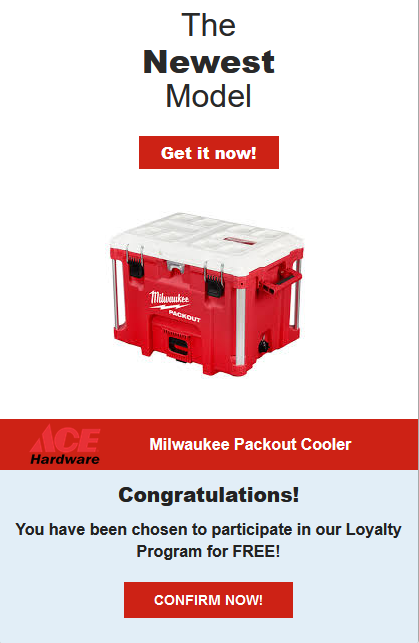 The
Newest
Model
Get it now!
Milwaukee
PACKOUT
ACE
Hardware
Milwaukee Packout Cooler
Congratulations!
You have been chosen to participate in our Loyalty
Program for FREE!
CONFIRM NOW!